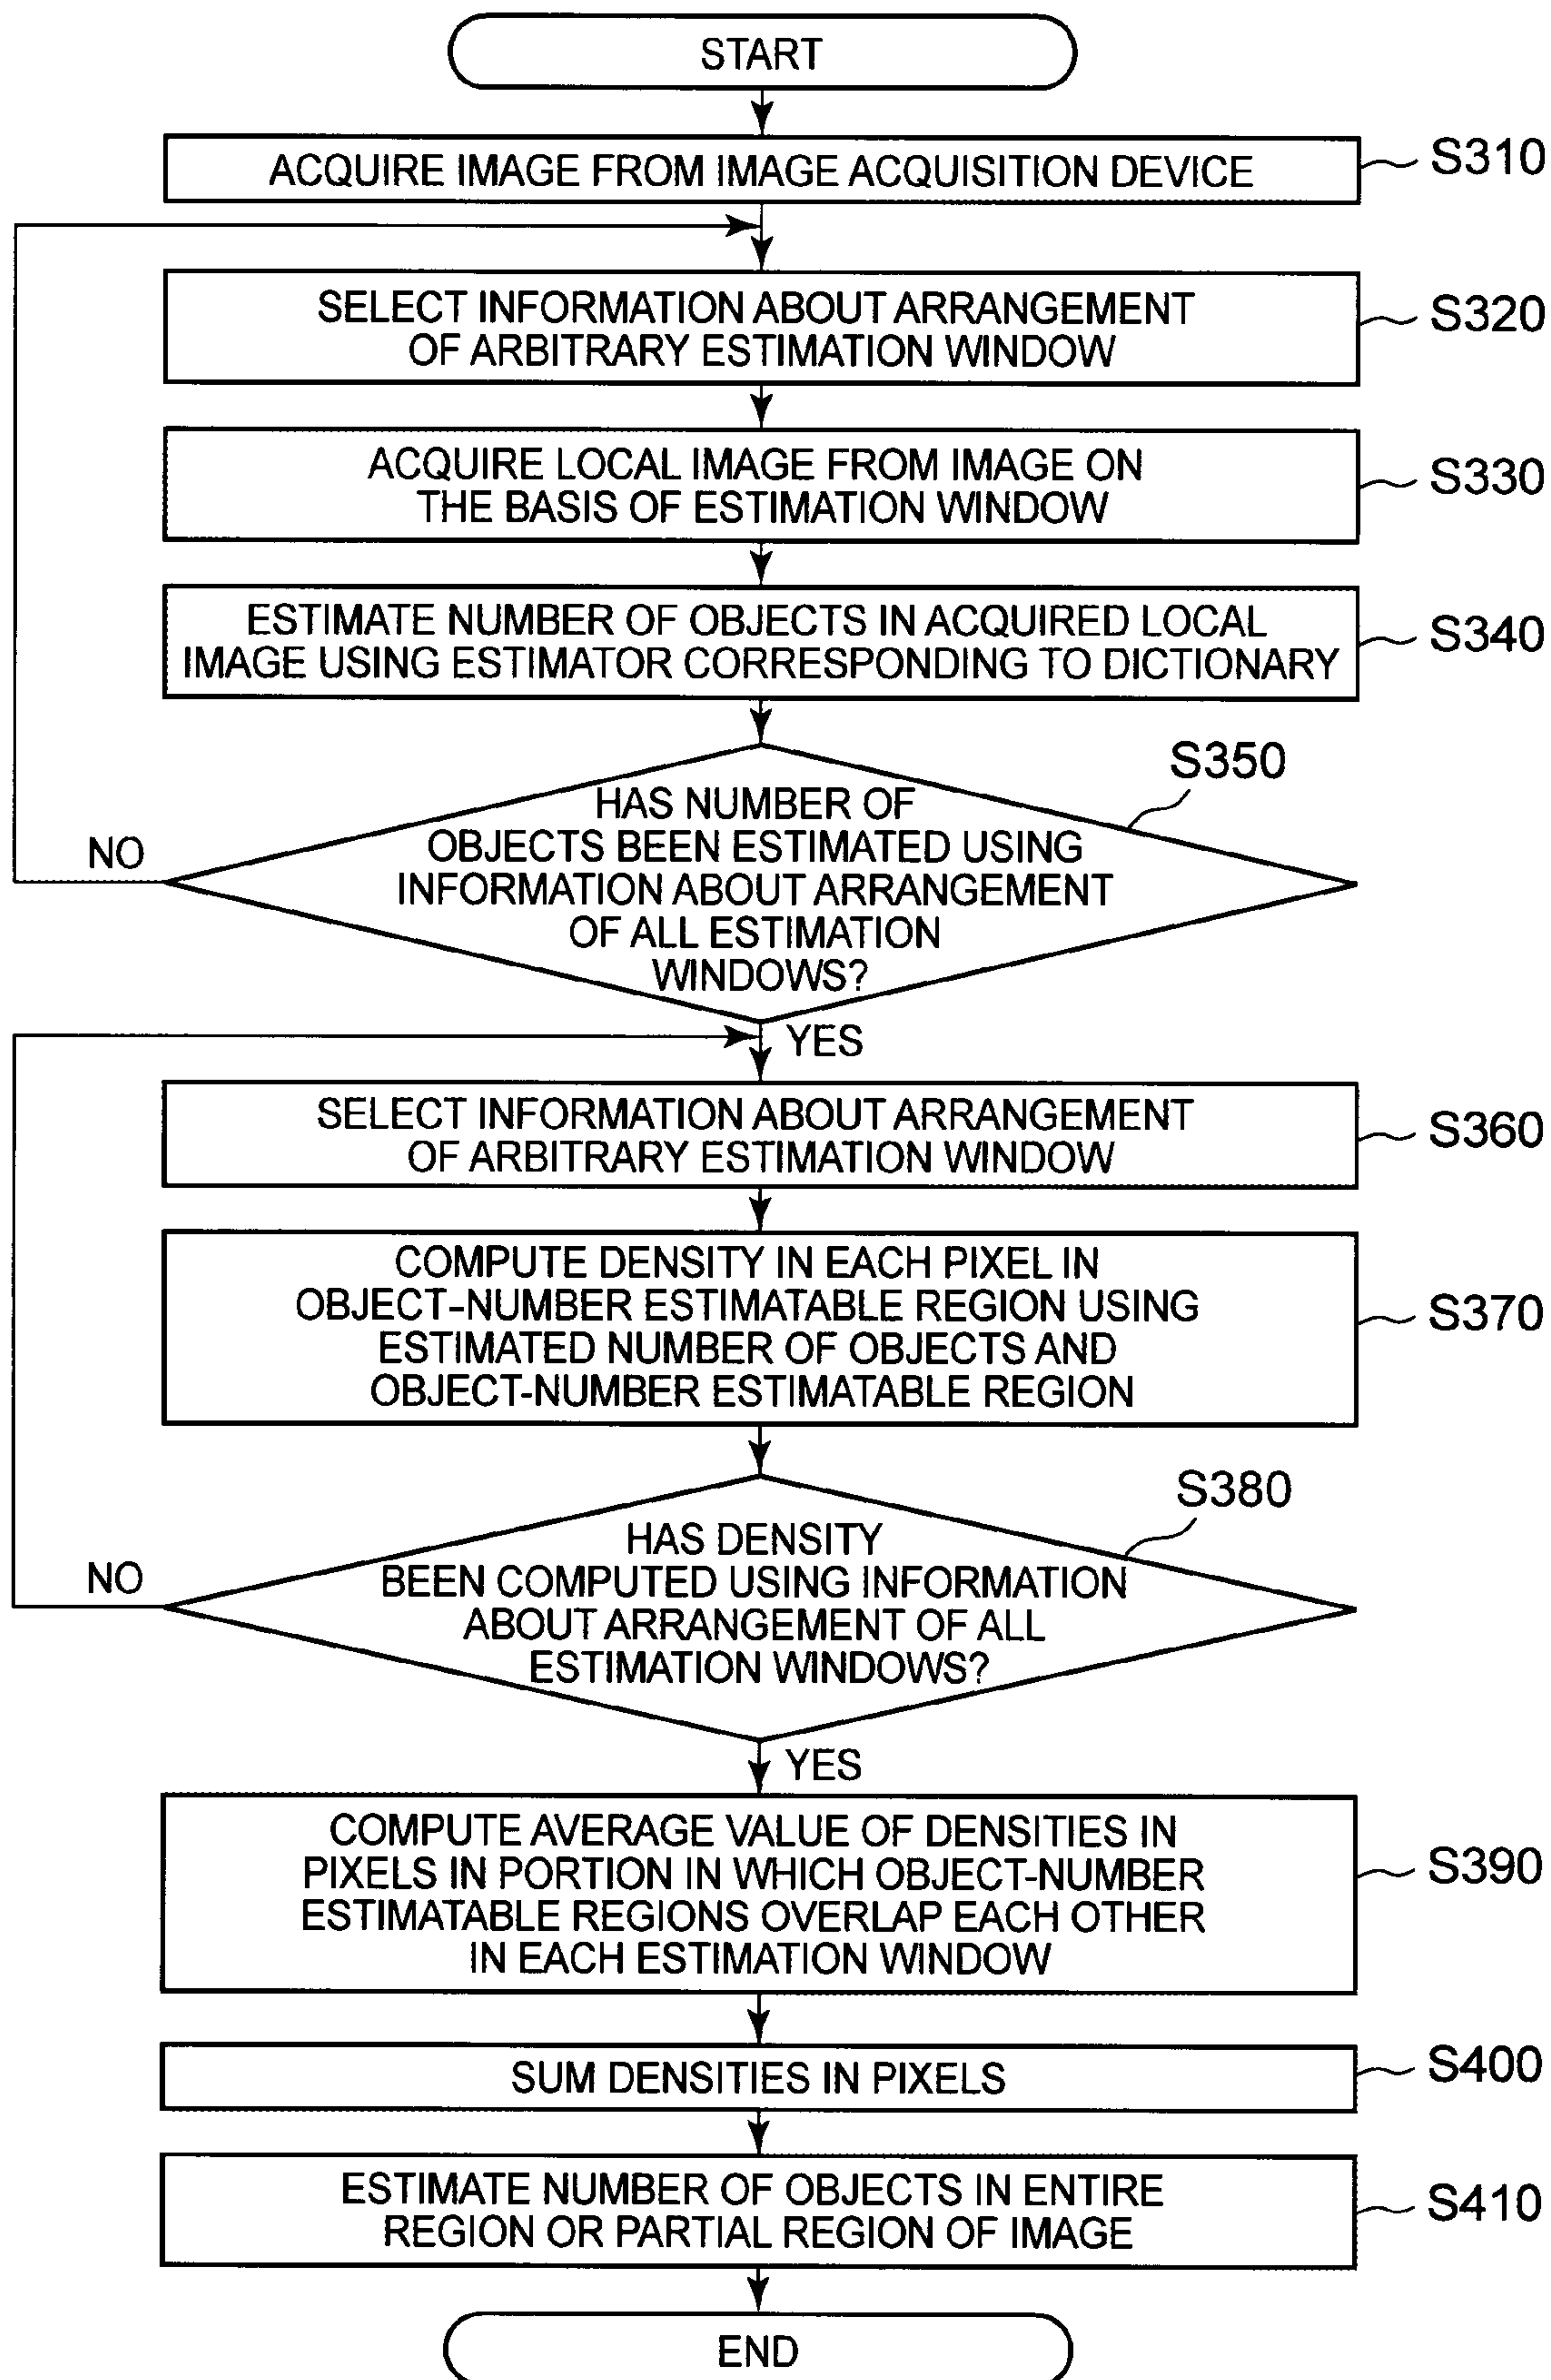 START
ACQUIRE IMAGE FROM IMAGE ACQUISITION DEVICE
S310
SELECT INFORMATION ABOUT ARRANGEMENT
OF ARBITRARY ESTIMATION WINDOW
S320
ACQUIRE LOCAL IMAGE FROM IMAGE ON
THE BASIS OF ESTIMATION WINDOW
S330
ESTIMATE NUMBER OF OBJECTS IN ACQUIRED LOCAL
IMAGE USING ESTIMATOR CORRESPONDING TO DICTIONARY
S340
S350
HAS NUMBER OF
OBJECTS BEEN ESTIMATED USING
INFORMATION ABOUT ARRANGEMENT
OF ALL ESTIMATION
WINDOWS?
NO
YES
SELECT INFORMATION ABOUT ARRANGEMENT
OF ARBITRARY ESTIMATION WINDOW
S360
COMPUTE DENSITY IN EACH PIXEL IN
OBJECT-NUMBER ESTIMATABLE REGION USING
ESTIMATED NUMBER OF OBJECTS AND
OBJECT-NUMBER ESTIMATABLE REGION
S370
S380
HAS DENSITY
BEEN COMPUTED USING INFORMATION
ABOUT ARRANGEMENT OF ALL
ESTIMATION WINDOWS?
NO
YES
COMPUTE AVERAGE VALUE OF DENSITIES IN
PIXELS IN PORTION IN WHICH OBJECT-NUMBER
ESTIMATABLE REGIONS OVERLAP EACH OTHER
IN EACH ESTIMATION WINDOW
S390
SUM DENSITIES IN PIXELS
S400
ESTIMATE NUMBER OF OBJECTS IN ENTIRE
REGION OR PARTIAL REGION OF IMAGE
S410
END